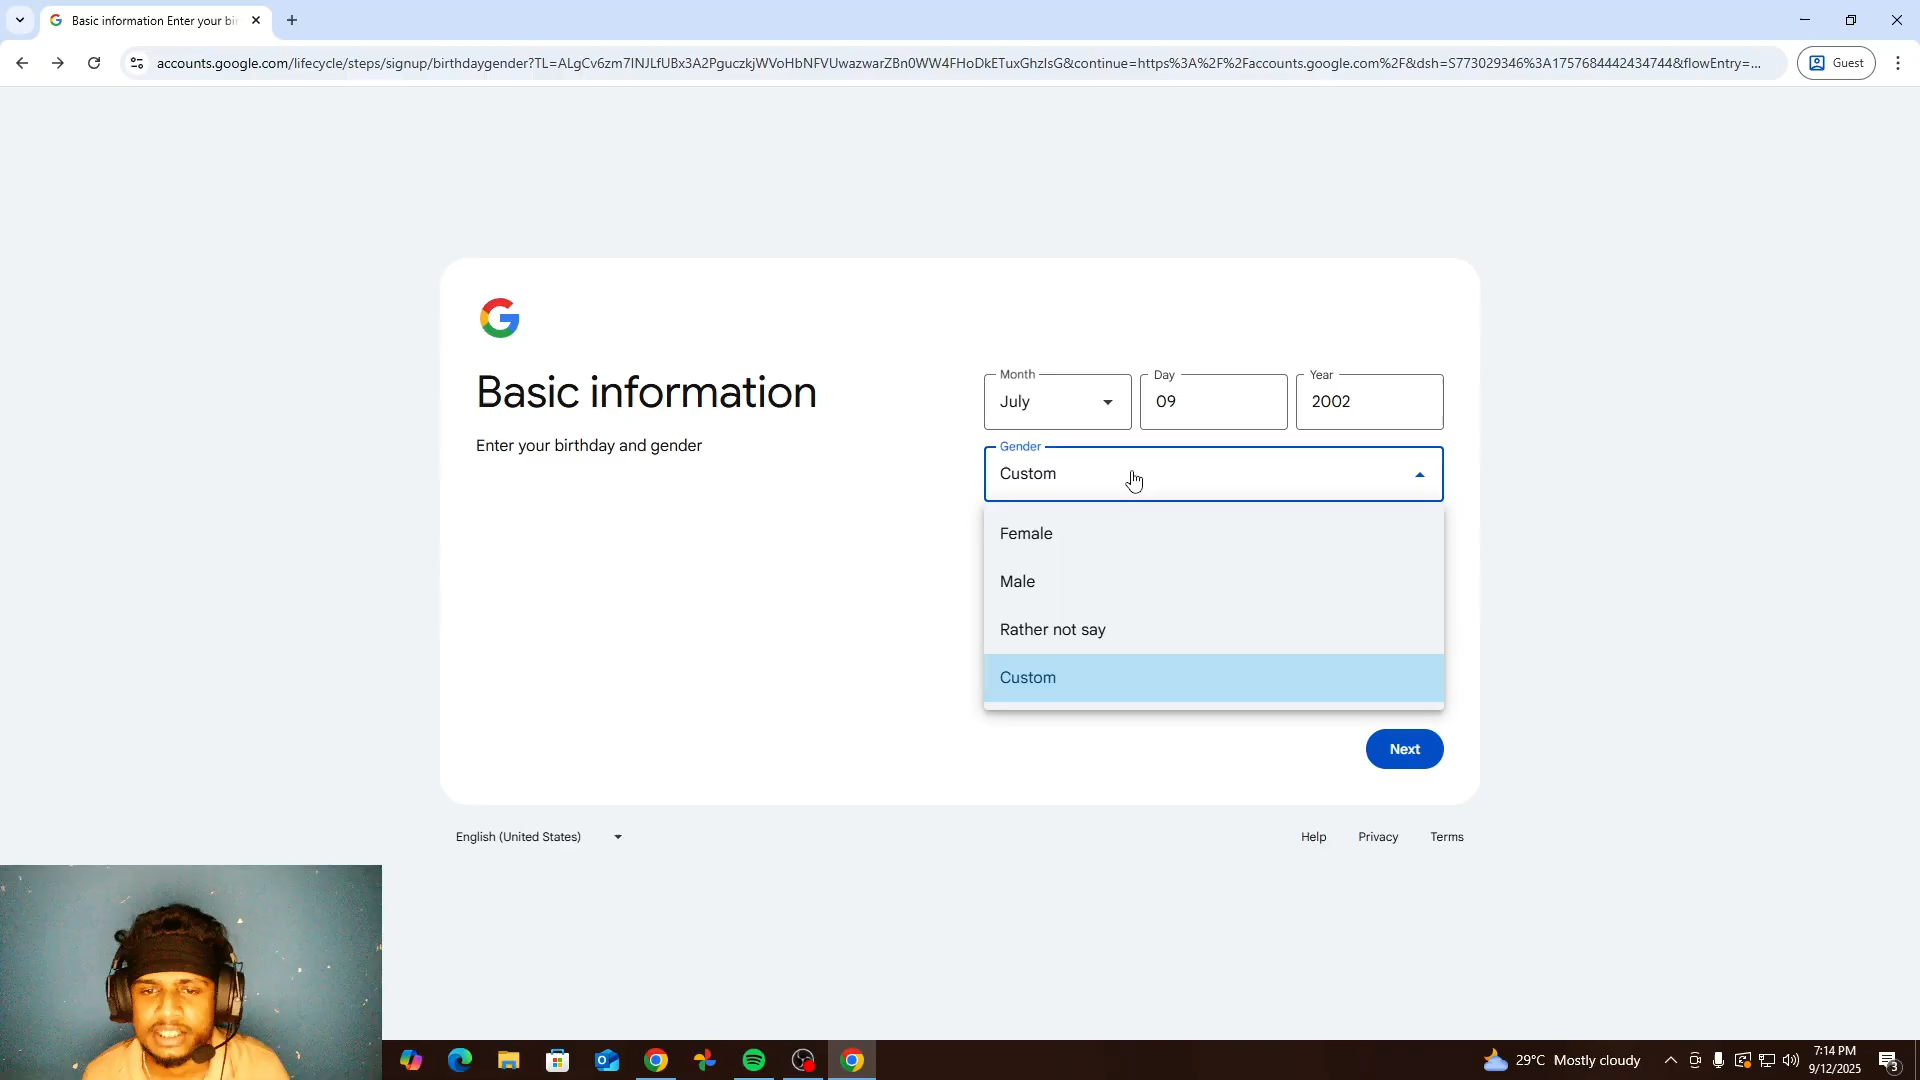 Basic information Enter your bi
accounts.google.com/lifecycle/steps/signup/birthdaygender?TL=ALgCv6zm7INJLfUBx3A2PguczkjWVoHbNFVUwazwarZBn0WW4FHoDkETuxGhzlsG&continue=https%3A%2F%2Faccounts.google.com%2F&dsh=S773029346%3A1757684442434744&flowEntry=...
Guest
Basic information
Enter your birthday and gender
Month
July
Day
09
Year
2002
Gender
Custom
Female
Male
Rather not say
Custom
Next
English (United States)
Help
Privacy
Terms
29°C Mostly cloudy
7:14 PM
9/12/2025
3